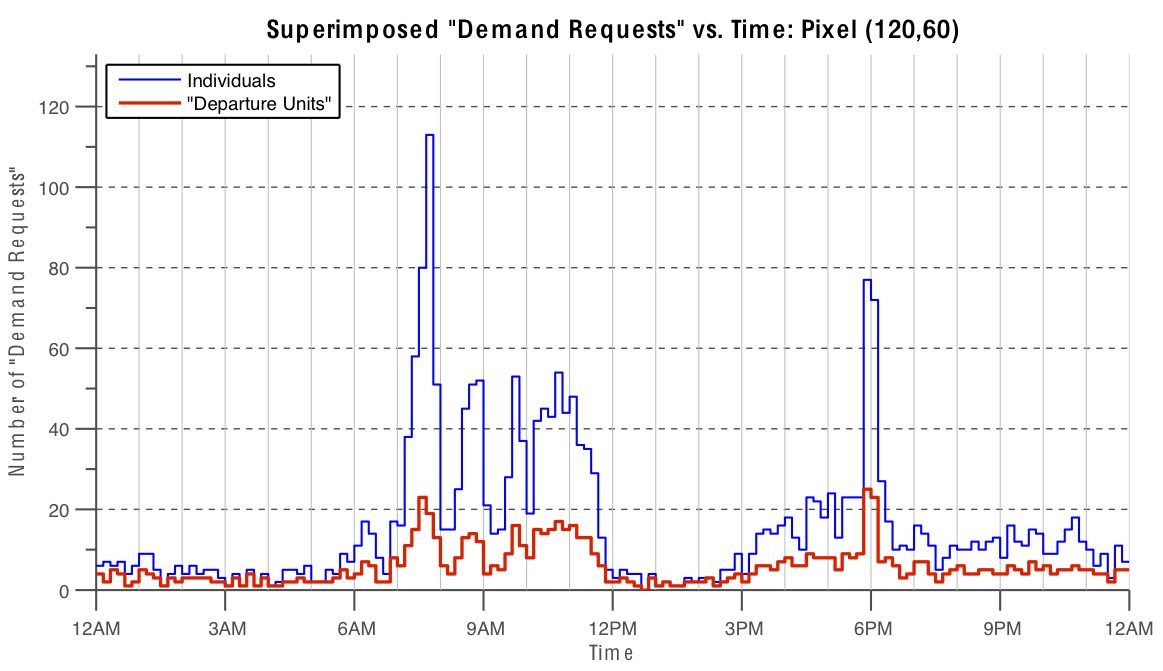 Superimposed "Demand Requests" vs. Time: Pixel (120,60)
Individuals
"Departure Units"
Number of "Demand Requests"
120
100
80
60
40
20
0
12AM 3AM 6AM 9AM 12PM 3PM 6PM 9PM 12AM
Time